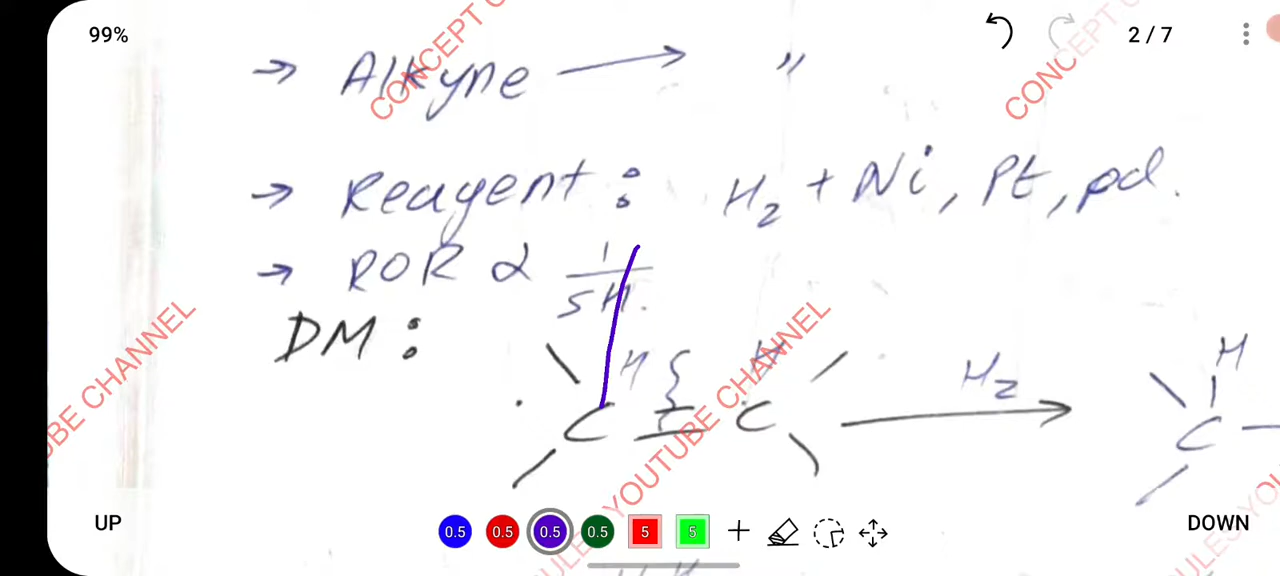 99%
2 / 7
→ Alkyne → "
→ Reagent : H2 + Ni, Pt, pd.
→ ROR α 1/SH.
DM :
H H H2 H
C = C → C -
UP
0.5 0.5 0.5 0.5 5 5 +
DOWN
CONCEPT
CONCEPT
YOUTUBE CHANNEL
YOUTUBE CHANNEL